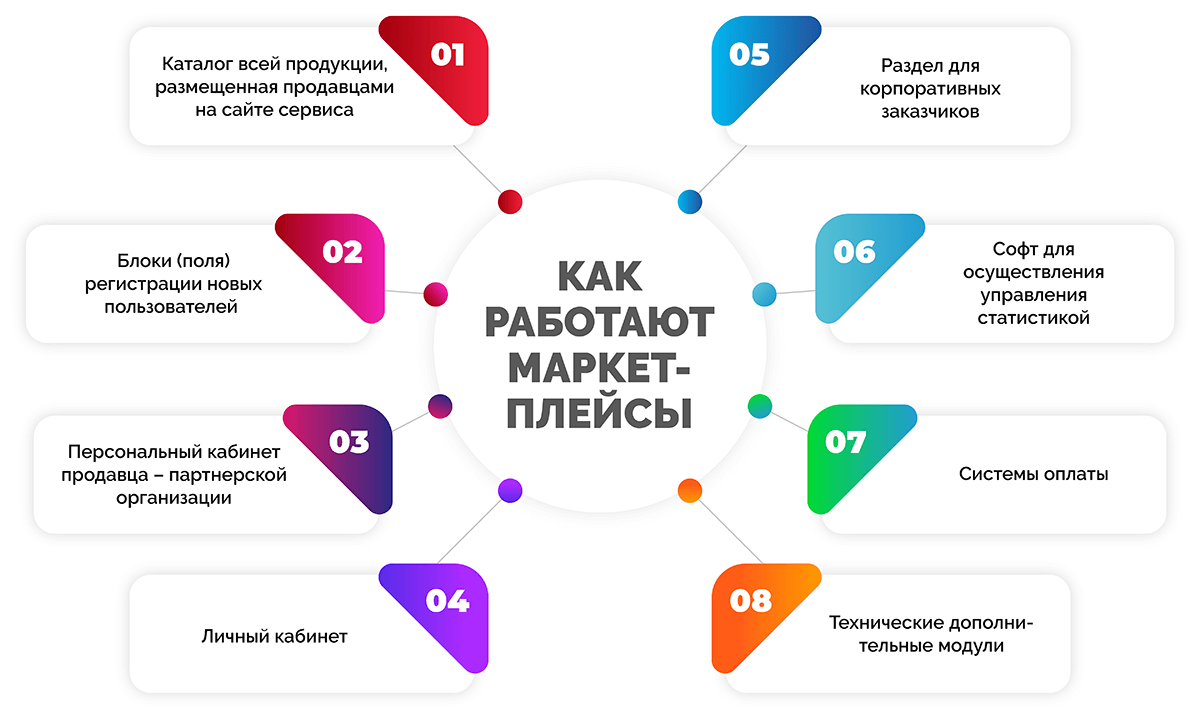 КАК
РАБОТАЮТ
МАРКЕТ-
ПЛЕЙСЫ
01
Каталог всей продукции,
размещенная продавцами
на сайте сервиса
02
Блоки (поля)
регистрации новых
пользователей
03
Персональный кабинет
продавца – партнерской
организации
04
Личный кабинет
05
Раздел для
корпоративных
заказчиков
06
Софт для
осуществления
управления
статистикой
07
Системы оплаты
08
Технические дополни-
тельные модули